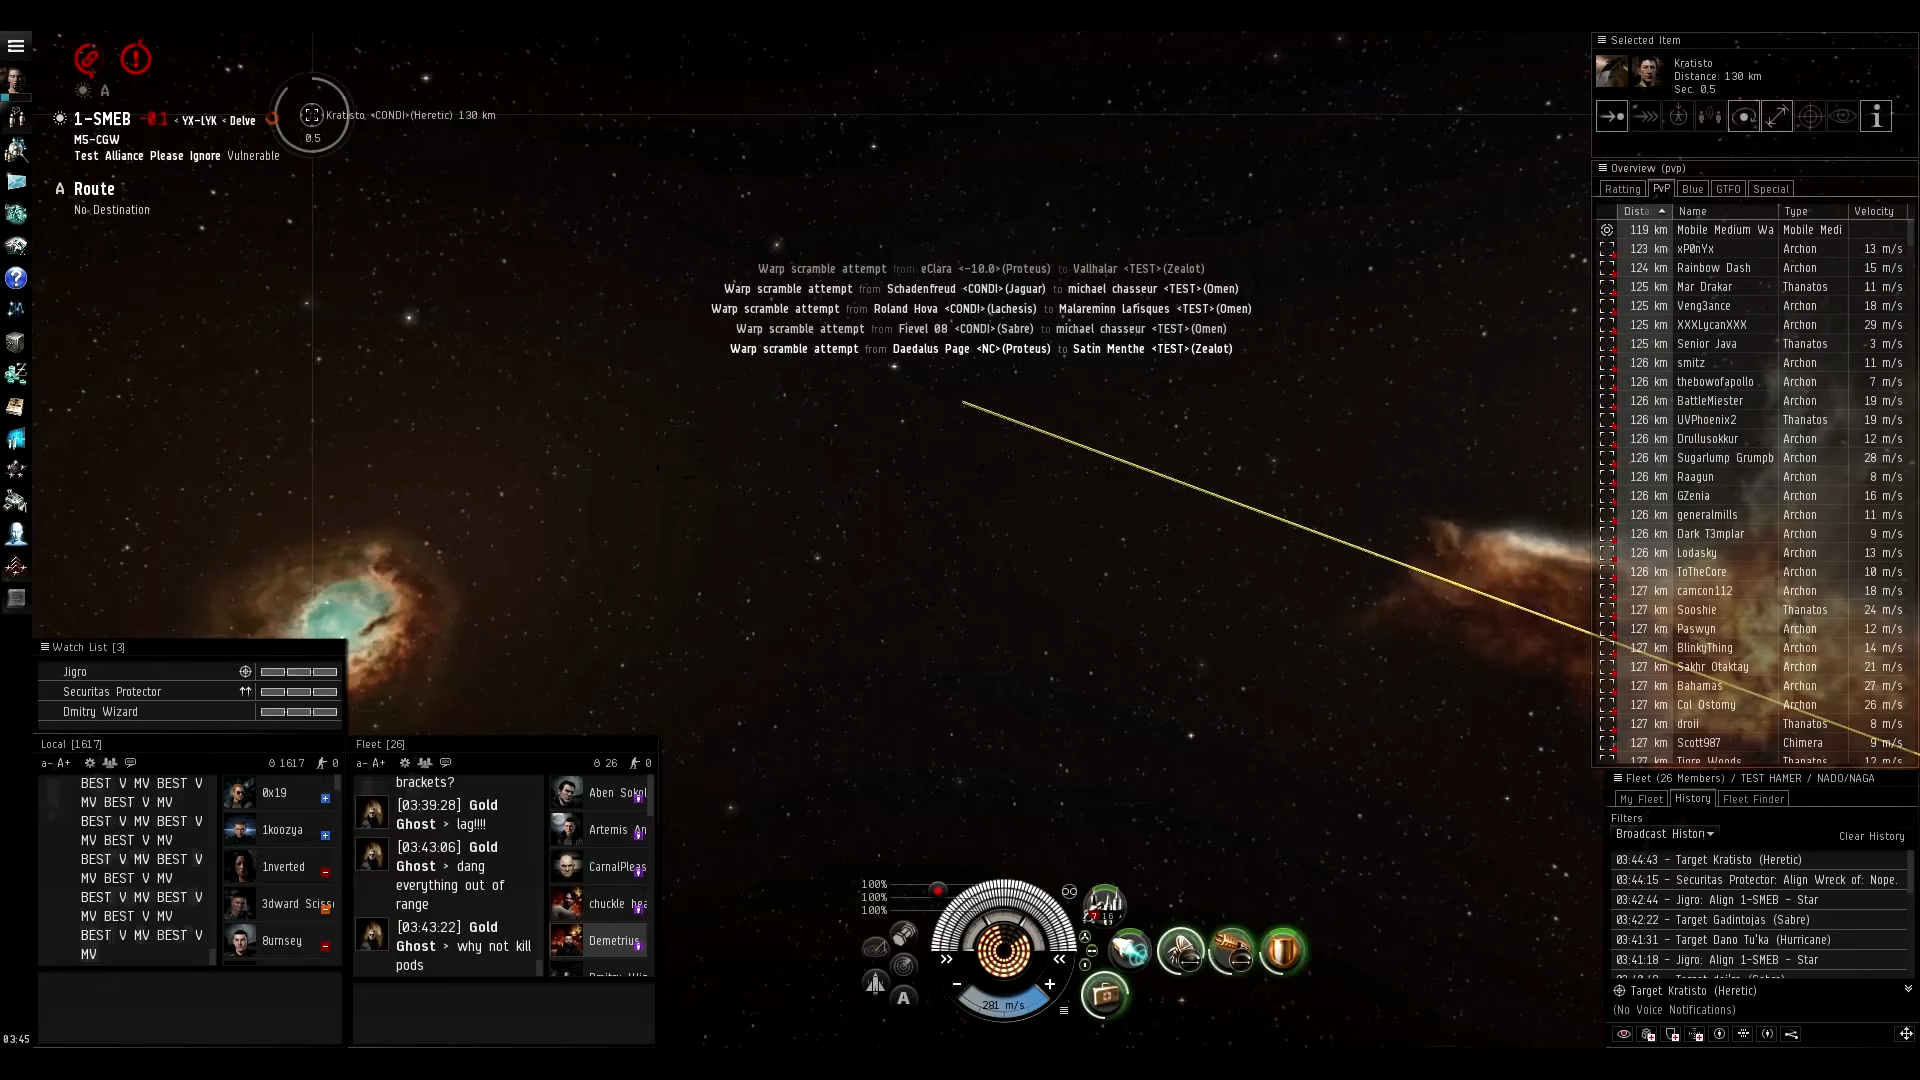 1-SMEB -0.1 < YX-LYK < Delve
M5-CGW
Test Alliance Please Ignore Vulnerable
A Route
No Destination
Kratisto <CONDI>(Heretic) 130 km
0.5
Warp scramble attempt from eClara <-10.0>(Proteus) to Vallhalar <TEST>(Zealot)
Warp scramble attempt from Schadenfreud <CONDI>(Jaguar) to michael chasseur <TEST>(Omen)
Warp scramble attempt from Roland Hova <CONDI>(Lachesis) to Malareminn Lafisques <TEST>(Omen)
Warp scramble attempt from Fievel 08 <CONDI>(Sabre) to michael chasseur <TEST>(Omen)
Warp scramble attempt from Daedalus Page <NC>(Proteus) to Satin Menthe <TEST>(Zealot)
Selected Item
Kratisto
Distance: 130 km
Sec. 0.5
Overview (pvp)
Ratting PvP Blue GTFO Special
Dista Name Type Velocity
119 km Mobile Medium Wa Mobile Medi
123 km xP0nYx Archon 13 m/s
124 km Rainbow Dash Archon 15 m/s
125 km Mar Drakar Thanatos 11 m/s
125 km Veng3ance Archon 18 m/s
125 km XXXLycanXXX Archon 29 m/s
125 km Senior Java Thanatos 3 m/s
126 km smitz Archon 11 m/s
126 km thebowofapollo Archon 7 m/s
126 km BattleMiester Archon 19 m/s
126 km UVPhoenix2 Thanatos 19 m/s
126 km Drullusokkur Archon 12 m/s
126 km Sugarlump Grumpb Archon 28 m/s
126 km Raagun Archon 8 m/s
126 km GZenia Archon 16 m/s
126 km generalmills Archon 11 m/s
126 km Dark T3mplar Archon 9 m/s
126 km Lodasky Archon 13 m/s
126 km ToTheCore Archon 10 m/s
127 km camcon112 Archon 18 m/s
127 km Sooshie Thanatos 24 m/s
127 km Paswyn Archon 12 m/s
127 km BlinkyThing Archon 14 m/s
127 km Sakhr Otaktay Archon 21 m/s
127 km Bahamas Archon 27 m/s
127 km Col Ostomy Archon 26 m/s
127 km droii Thanatos 8 m/s
127 km Scott987 Chimera 9 m/s
127 km Tigre Woods Thanatos 12 m/s
Watch List [3]
Jigro
Securitas Protector
Dmitry Wizard
Local [1617]
a- A+ 1617 0
BEST V MV BEST V
MV BEST V MV
BEST V MV BEST V
MV BEST V MV
BEST V MV BEST V
MV BEST V MV
BEST V MV BEST V
MV BEST V MV
BEST V MV BEST V
MV
0x19
1koozya
1nverted
3dward Sciss
8urnsey
Fleet [26]
a- A+ 26 0
brackets?
[03:39:28] Gold
Ghost > lag!!!!
[03:43:06] Gold
Ghost > dang
everything out of
range
[03:43:22] Gold
Ghost > why not kill
pods
Aben Sokol
Artemis An
CarnalPleas
chuckle hea
Demetrius
100%
100%
100%
7 16
A
281 m/s
Fleet (26 Members) / TEST HAMER / NADO/NAGA
My Fleet History Fleet Finder
Filters
Broadcast Histor Clear History
03:44:43 - Target Kratisto (Heretic)
03:44:15 - Securitas Protector: Align Wreck of: Nope.
03:42:44 - Jigro: Align 1-SMEB - Star
03:42:22 - Target Gadintojas (Sabre)
03:41:31 - Target Dano Tu'ka (Hurricane)
03:41:18 - Jigro: Align 1-SMEB - Star
Target Kratisto (Heretic)
(No Voice Notifications)
03:45